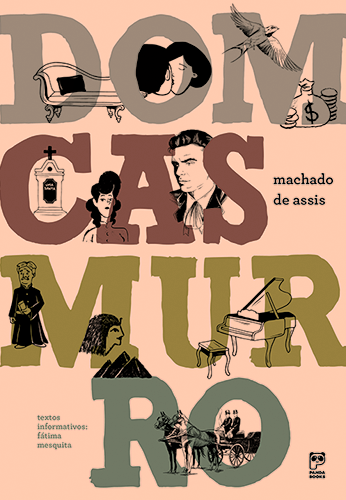 DOM
CAS
machado
de assis
MUR
RO
textos
informativos:
fátima
mesquita
PANDA
BOOKS